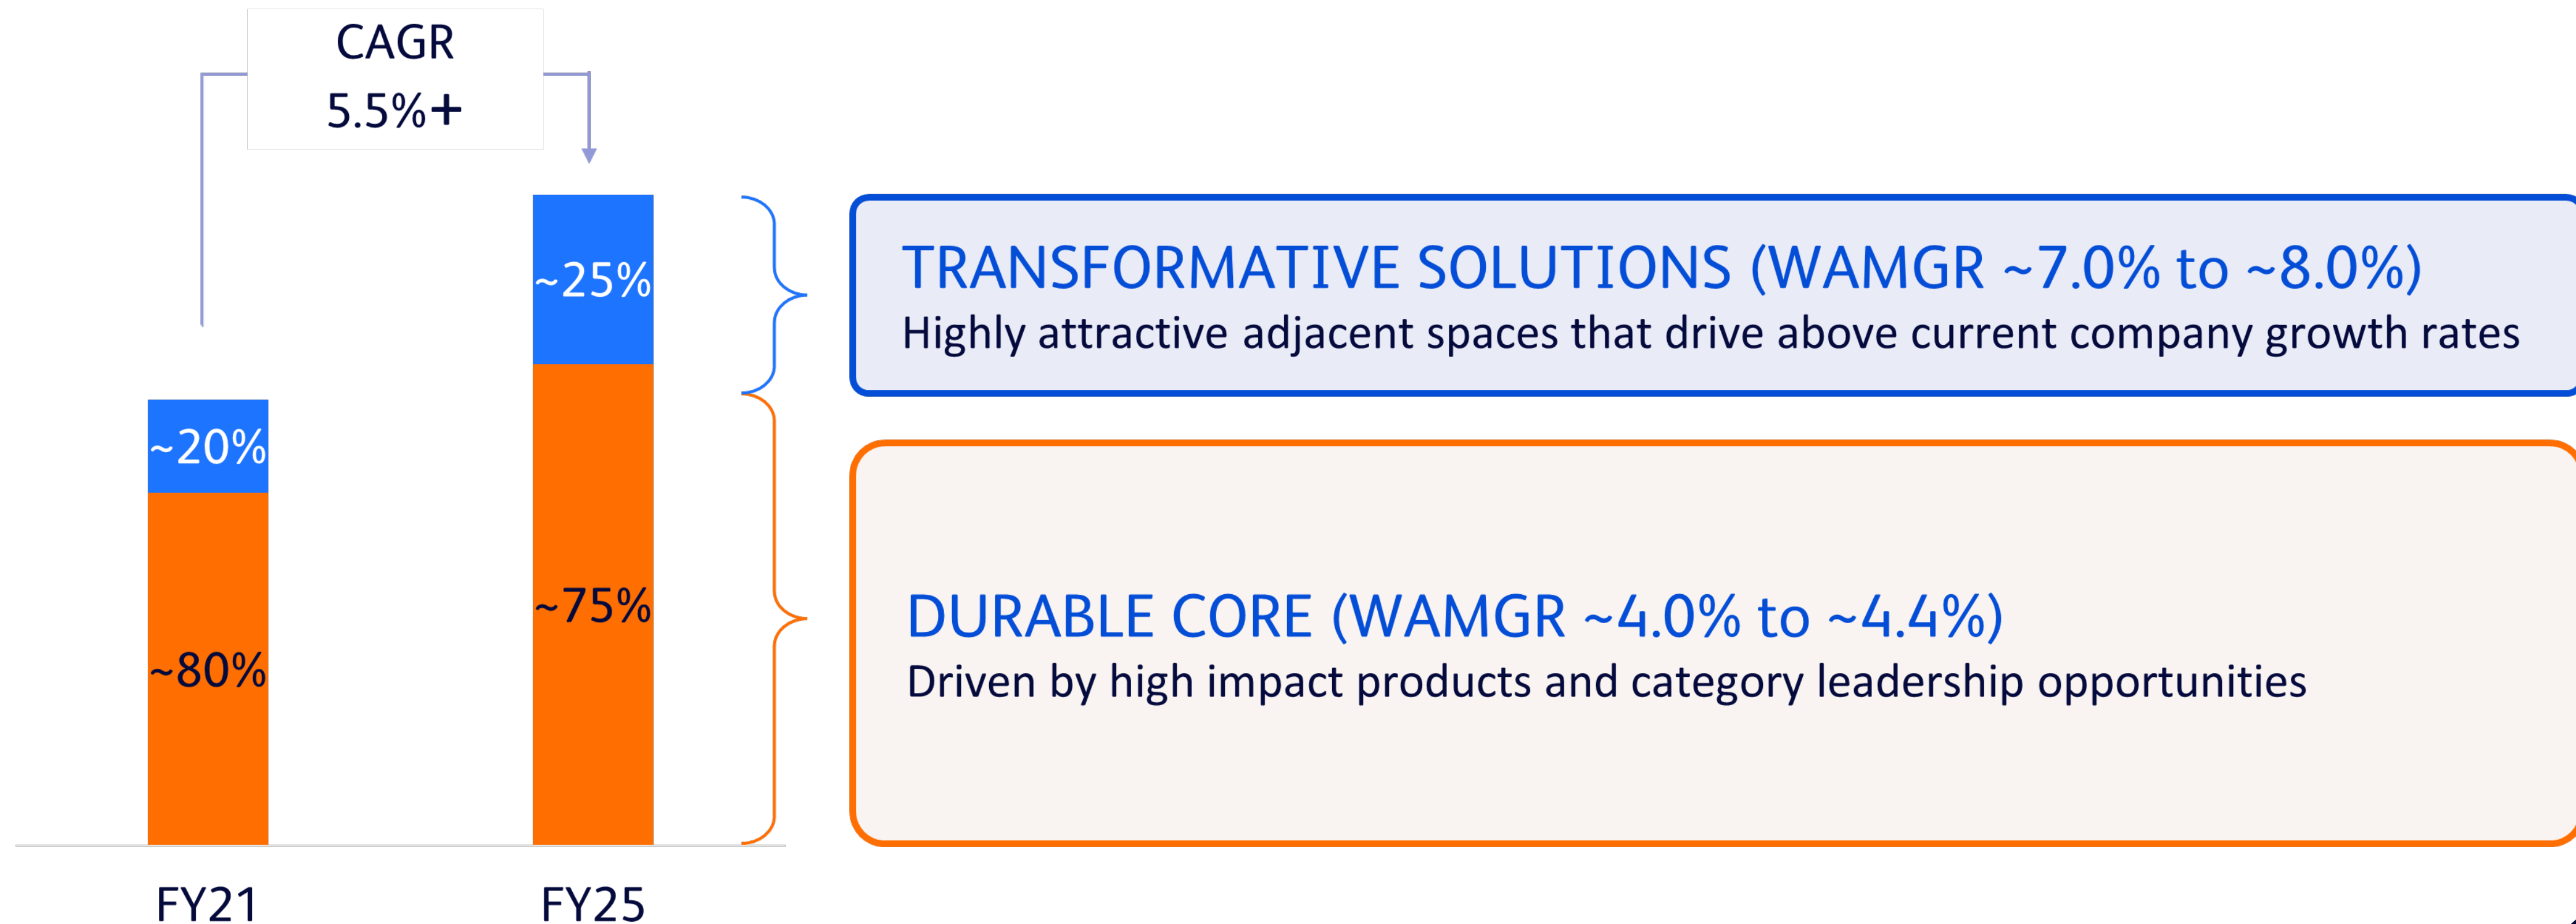 CAGR
5.5%+
~25%
~75%
~20%
~80%
FY21
FY25
TRANSFORMATIVE SOLUTIONS (WAMGR ~7.0% to ~8.0%)
Highly attractive adjacent spaces that drive above current company growth rates
DURABLE CORE (WAMGR ~4.0% to ~4.4%)
Driven by high impact products and category leadership opportunities